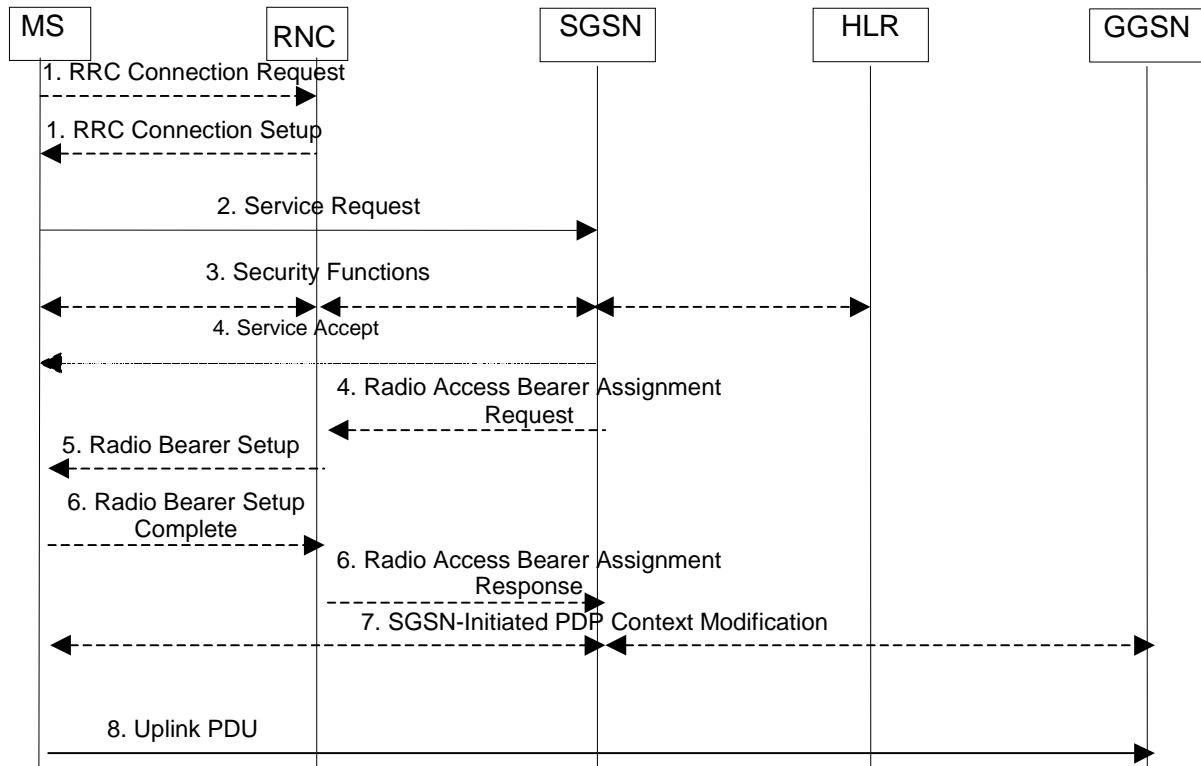 MS
RNC
SGSN
HLR
GGSN
1. RRC Connection Request
1. RRC Connection Setup
2. Service Request
3. Security Functions
4. Service Accept
4. Radio Access Bearer Assignment
Request
5. Radio Bearer Setup
6. Radio Bearer Setup
Complete
6. Radio Access Bearer Assignment
Response
7. SGSN-Initiated PDP Context Modification
8. Uplink PDU